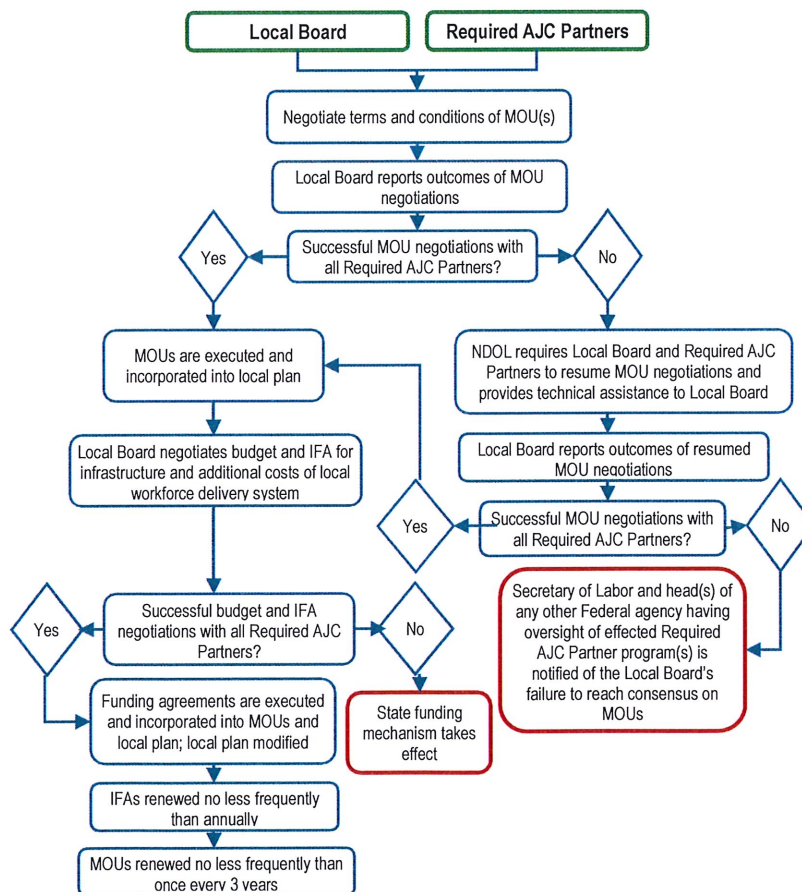 Local Board
Required AJC Partners
Negotiate terms and conditions of MOU(s)
Local Board reports outcomes of MOU
negotiations
Yes
Successful MOU negotiations with
all Required AJC Partners?
No
MOUs are executed and
incorporated into local plan
NDOL requires Local Board and Required AJC
Partners to resume MOU negotiations and
provides technical assistance to Local Board
Local Board negotiates budget and IFA for
infrastructure and additional costs of local
workforce delivery system
Local Board reports outcomes of resumed
MOU negotiations
Yes
Successful MOU negotiations with
all Required AJC Partners?
No
Secretary of Labor and head(s) of
any other Federal agency having
oversight of effected Required
AJC Partner program(s) is
notified of the Local Board's
failure to reach consensus on
MOUs
Yes
Successful budget and IFA
negotiations with all Required AJC
Partners?
No
Funding agreements are executed
and incorporated into MOUs and
local plan; local plan modified
State funding
mechanism takes
effect
IFAs renewed no less frequently
than annually
MOUs renewed no less frequently than
once every 3 years